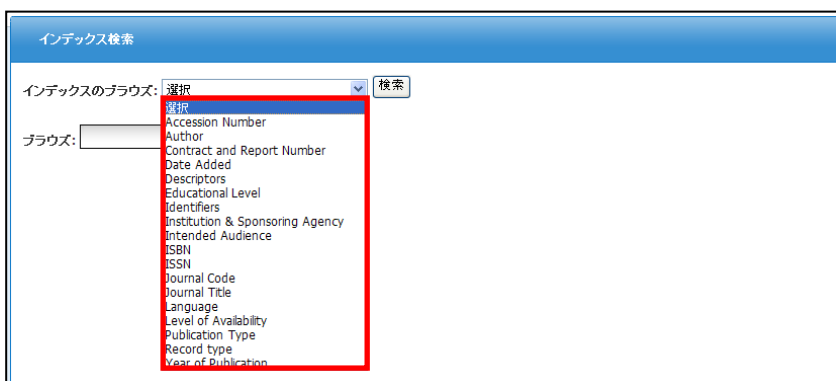 インデックス検索
インデックスのブラウズ: 選択 検索
選択
Accession Number
Author
ブラウズ:
Contract and Report Number
Date Added
Descriptors
Educational Level
Identifiers
Institution & Sponsoring Agency
Intended Audience
ISBN
ISSN
Journal Code
Journal Title
Language
Level of Availability
Publication Type
Record type
Year of Publication